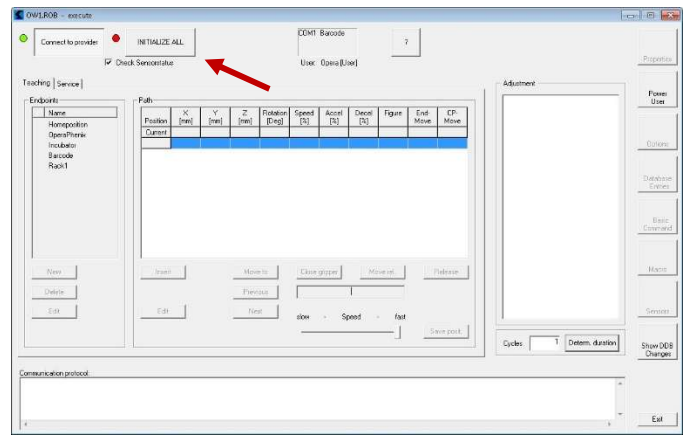 OW1.ROB - execute
Connect to provider
INITIALIZE ALL
COM1 Barcode
?
Check Sensorstatus
User: Opera [User]
Properties
Teaching Service
Adjustment
Power User
Endpoints
Path
Name
Position X [mm] Y [mm] Z [mm] Rotation [Deg] Speed [%] Accel [%] Decel [%] Figure End-Move CP-Move
Current
Homeposition
OperaPhenix
Incubator
Barcode
Rack1
Options
Database Entries
Basic Command
New
Insert
Move to
Close gripper
Move rel.
Release
Macro
Delete
Previous
Edit
Edit
Next
slow - Speed - fast
Sensors
Save posit.
Cycles 1 Determ. duration
Show DDB Changes
Communication protocol:
Exit